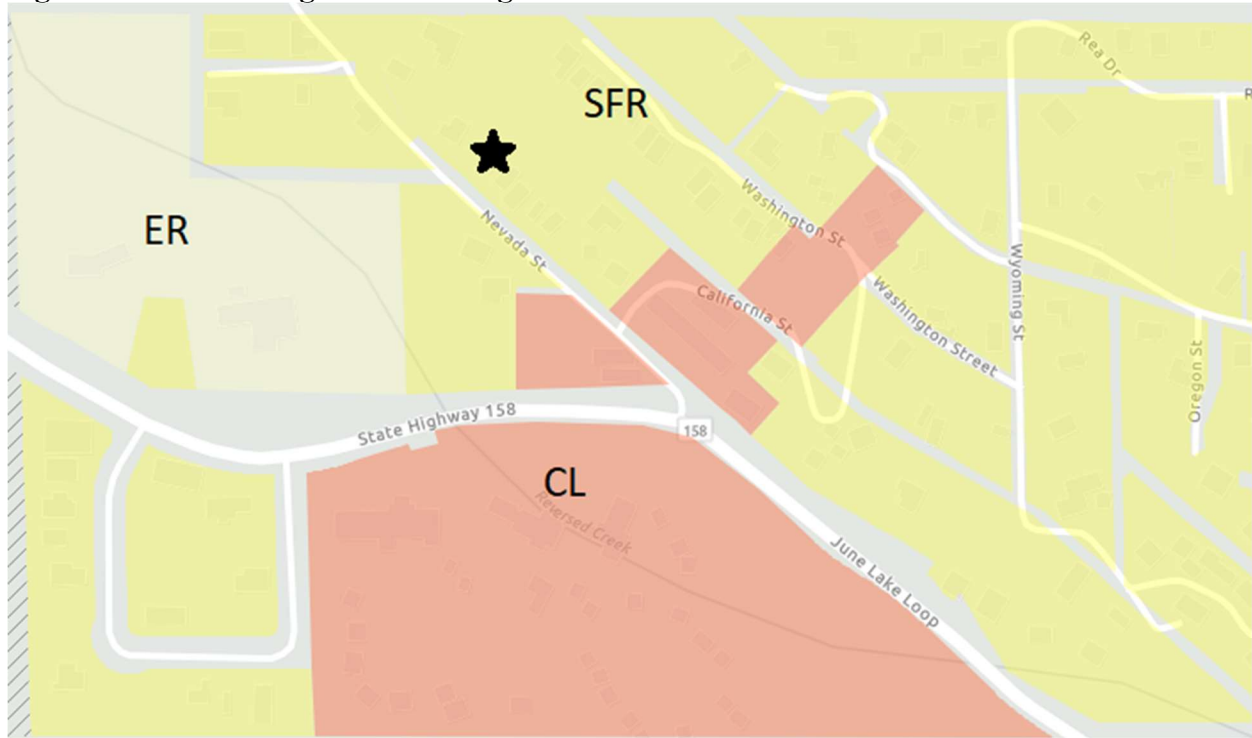 Rea Dr
R
SFR
Washington St
ER
Nevada St
Wyoming St
California St
Washington Street
Oregon St
State Highway 158
158
CL
Reversed Creek
June Lake Loop